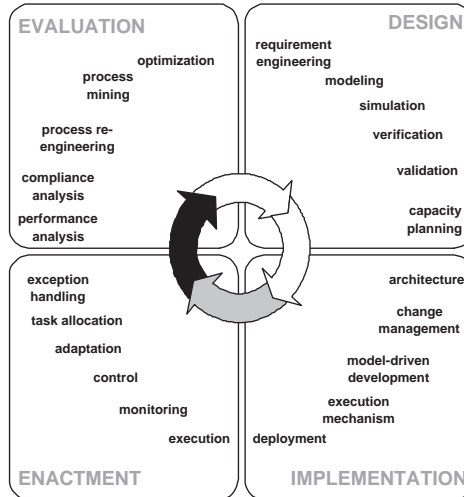 EVALUATION
optimization
process
mining
process re-
engineering
compliance
analysis
performance
analysis
DESIGN
requirement
engineering
modeling
simulation
verification
validation
capacity
planning
exception
handling
task allocation
adaptation
control
monitoring
execution
ENACTMENT
architecture
change
management
model-driven
development
execution
mechanism
deployment
IMPLEMENTATION